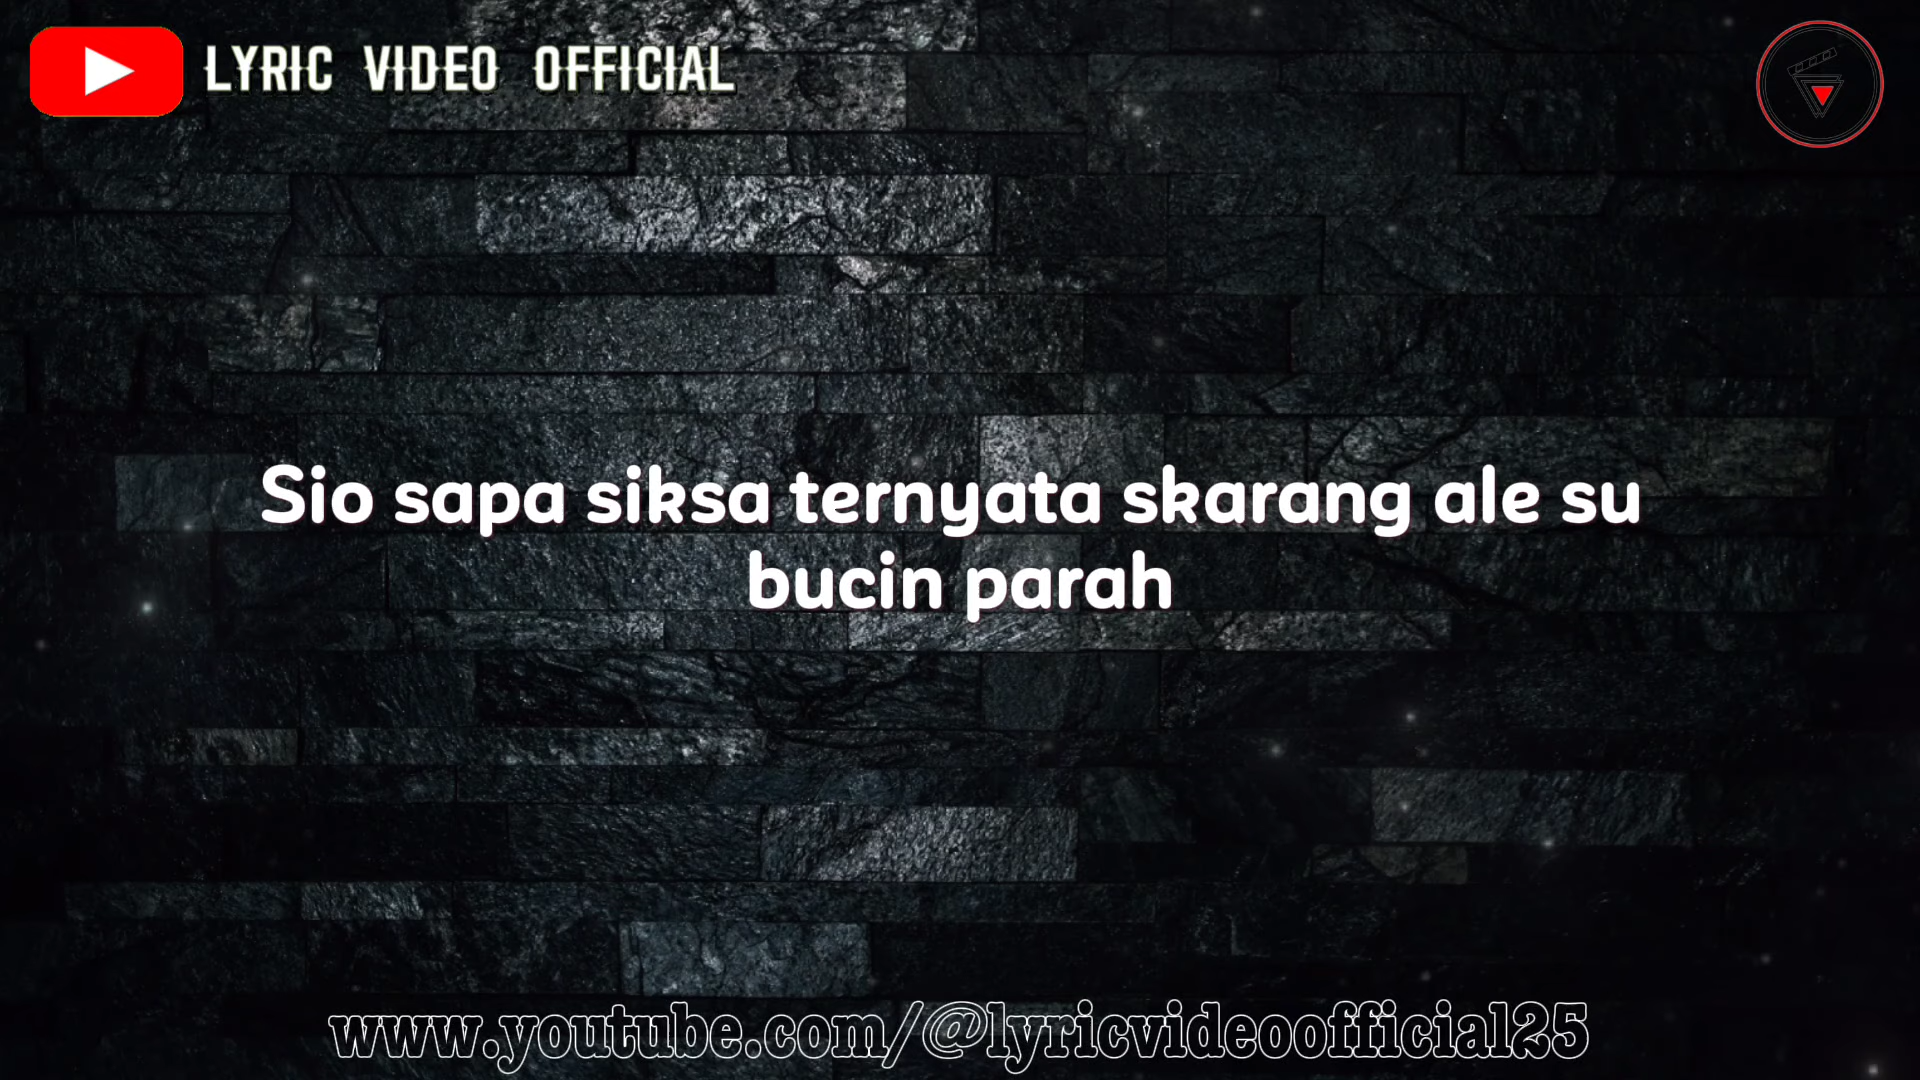 LYRIC VIDEO OFFICIAL
Sio sapa siksa ternyata skarang ale su
bucin parah
www.youtube.com/@lyricvideoofficial25